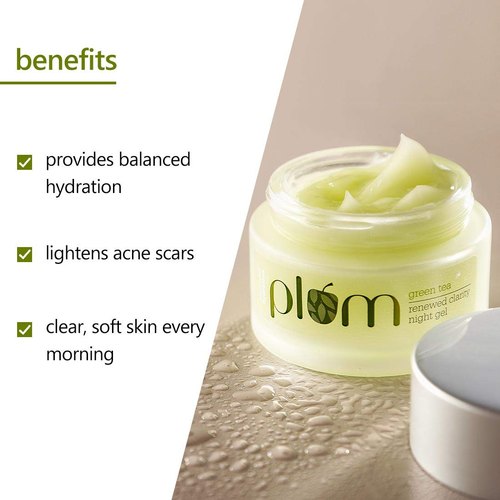 benefits
provides balanced
hydration
lightens acne scars
clear, soft skin every
morning
plum
green tea
renewed clarity
night gel